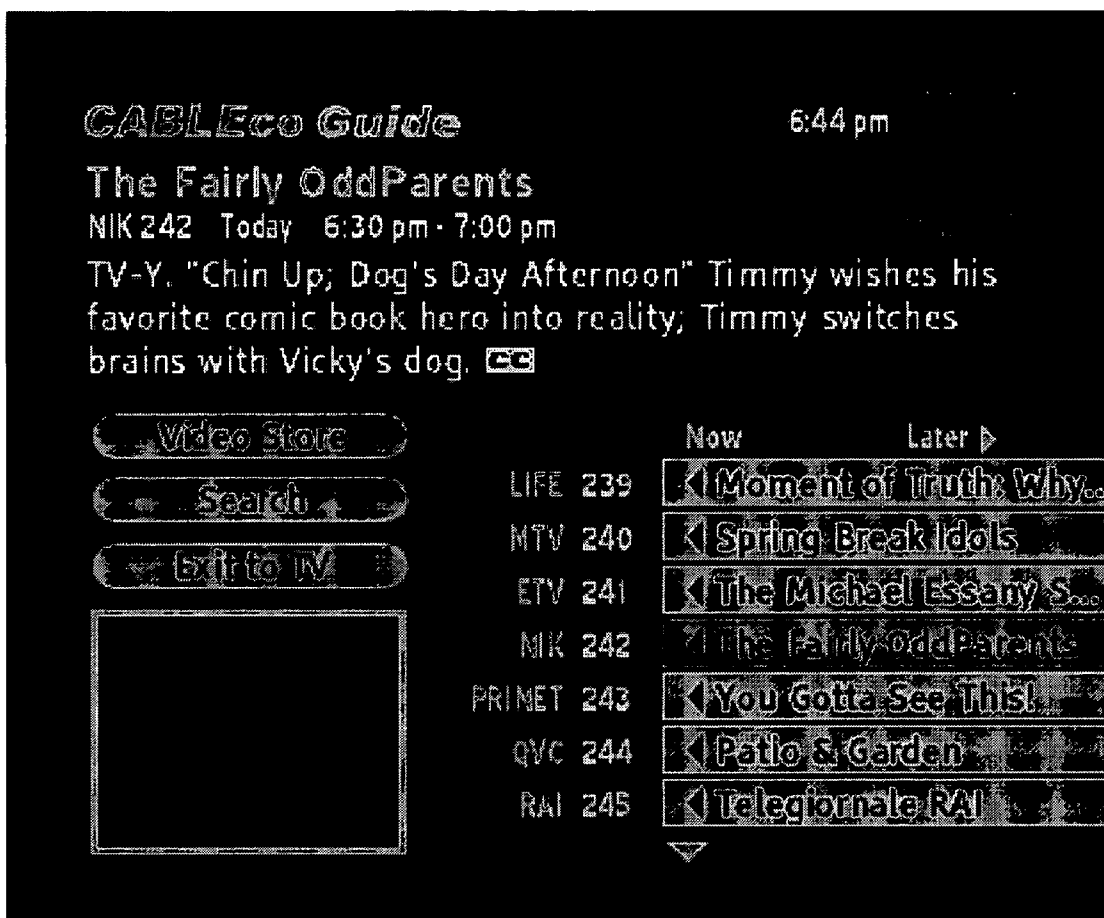 CABLEco Guide 6:44 pm
The Fairly OddParents
NIK 242 Today 6:30 pm - 7:00 pm
TV-Y. "Chin Up; Dog's Day Afternoon" Timmy wishes his
favorite comic book hero into reality; Timmy switches
brains with Vicky's dog. CC
Video Store
Search
Exit to TV
Now Later
LIFE 239 Moment of Truth: Why...
MTV 240 Spring Break Idols
ETV 241 The Michael Essany S...
NIK 242 The Fairly OddParents
PRIMET 243 You Gotta See This!
QVC 244 Patio & Garden
RAI 245 Telegiornale RAI